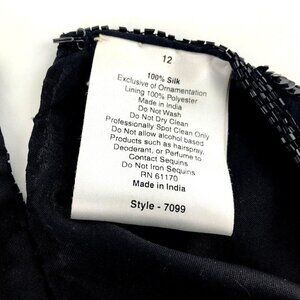 12
100% Silk
Exclusive of Ornamentation
Lining 100% Polyester
Made in India
Do Not Wash
Do Not Dry Clean
Professionally Spot Clean Only
Do Not allow alcohol based
Products such as hairspray,
Deodorant, or Perfume to
Contact Sequins
Do Not Iron Sequins
RN 61170
Made in India
Style - 7099